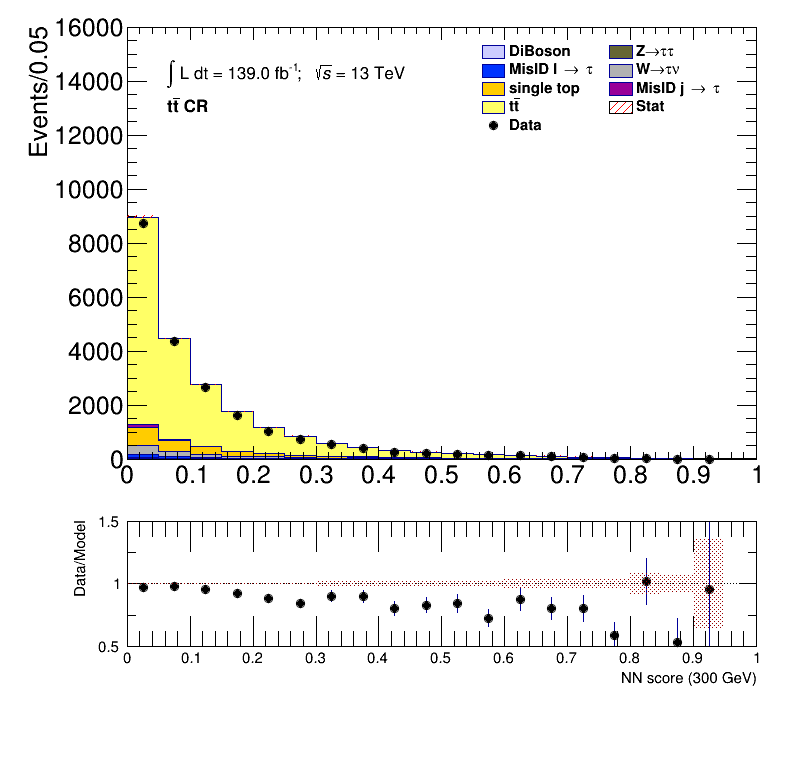 Events/0.05
16000
14000
12000
10000
8000
6000
4000
2000
0
∫ L dt = 139.0 fb⁻¹; √s = 13 TeV
tt̄ CR
DiBoson
MisID l → τ
single top
tt̄
Data
Z→ττ
W→τν
MisID j → τ
Stat
0 0.1 0.2 0.3 0.4 0.5 0.6 0.7 0.8 0.9 1
Data/Model
1.5
1
0.5
0 0.1 0.2 0.3 0.4 0.5 0.6 0.7 0.8 0.9 1
NN score (300 GeV)